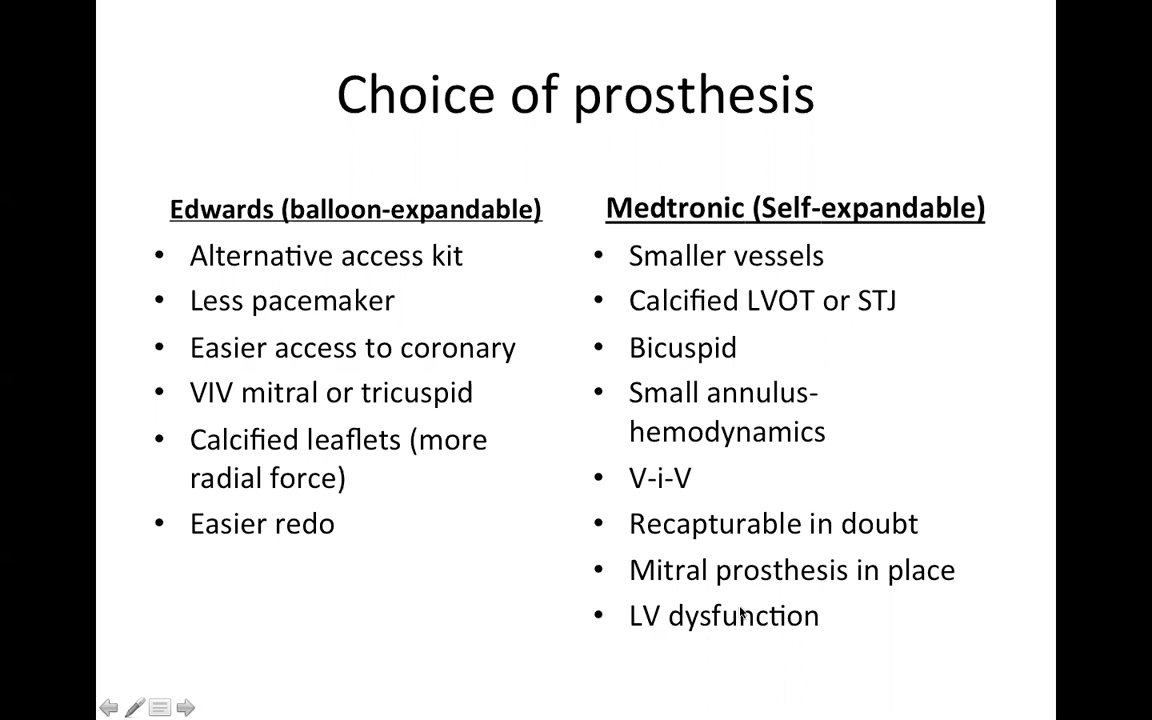 Choice of prosthesis
Edwards (balloon-expandable)
• Alternative access kit
• Less pacemaker
• Easier access to coronary
• VIV mitral or tricuspid
• Calcified leaflets (more
radial force)
• Easier redo
Medtronic (Self-expandable)
• Smaller vessels
• Calcified LVOT or STJ
• Bicuspid
• Small annulus-
hemodynamics
• V-i-V
• Recapturable in doubt
• Mitral prosthesis in place
• LV dysfunction